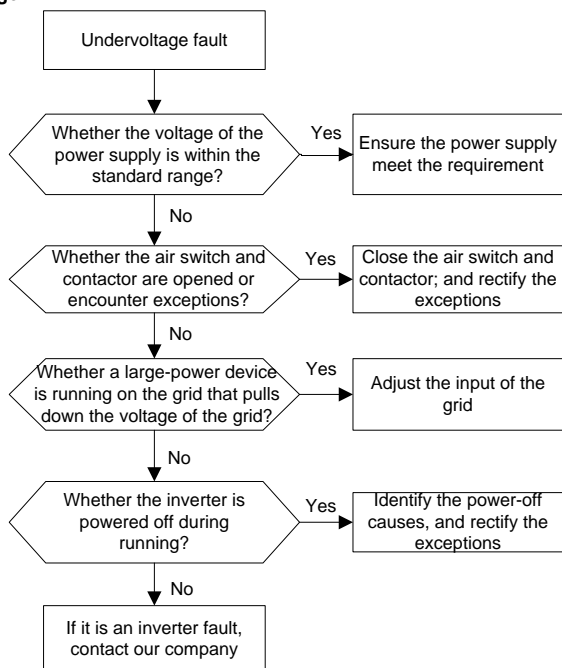 Undervoltage fault
Whether the voltage of the
power supply is within the
standard range?
Yes
Ensure the power supply
meet the requirement
No
Whether the air switch and
contactor are opened or
encounter exceptions?
Yes
Close the air switch and
contactor; and rectify the
exceptions
No
Whether a large-power device
is running on the grid that pulls
down the voltage of the grid?
Yes
Adjust the input of the
grid
No
Whether the inverter is
powered off during
running?
Yes
Identify the power-off
causes, and rectify the
exceptions
No
If it is an inverter fault,
contact our company